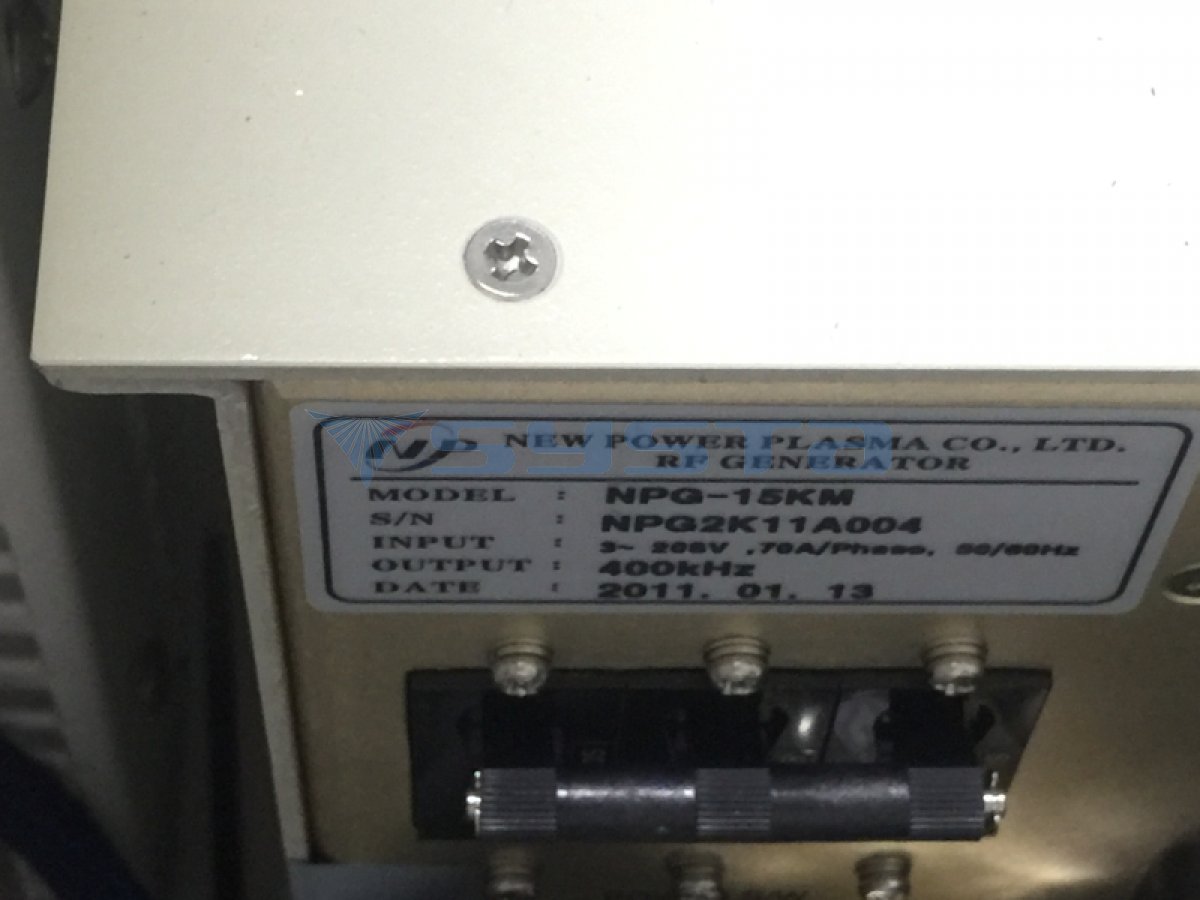 SYSTO
NEW POWER PLASMA CO., LTD.
RF GENERATOR
MODEL : NPG-15KM
S/N : NPG2K11A004
INPUT : 3~ 208V ,70A/Phase, 50/60Hz
OUTPUT : 400kHz
DATE : 2011. 01. 13